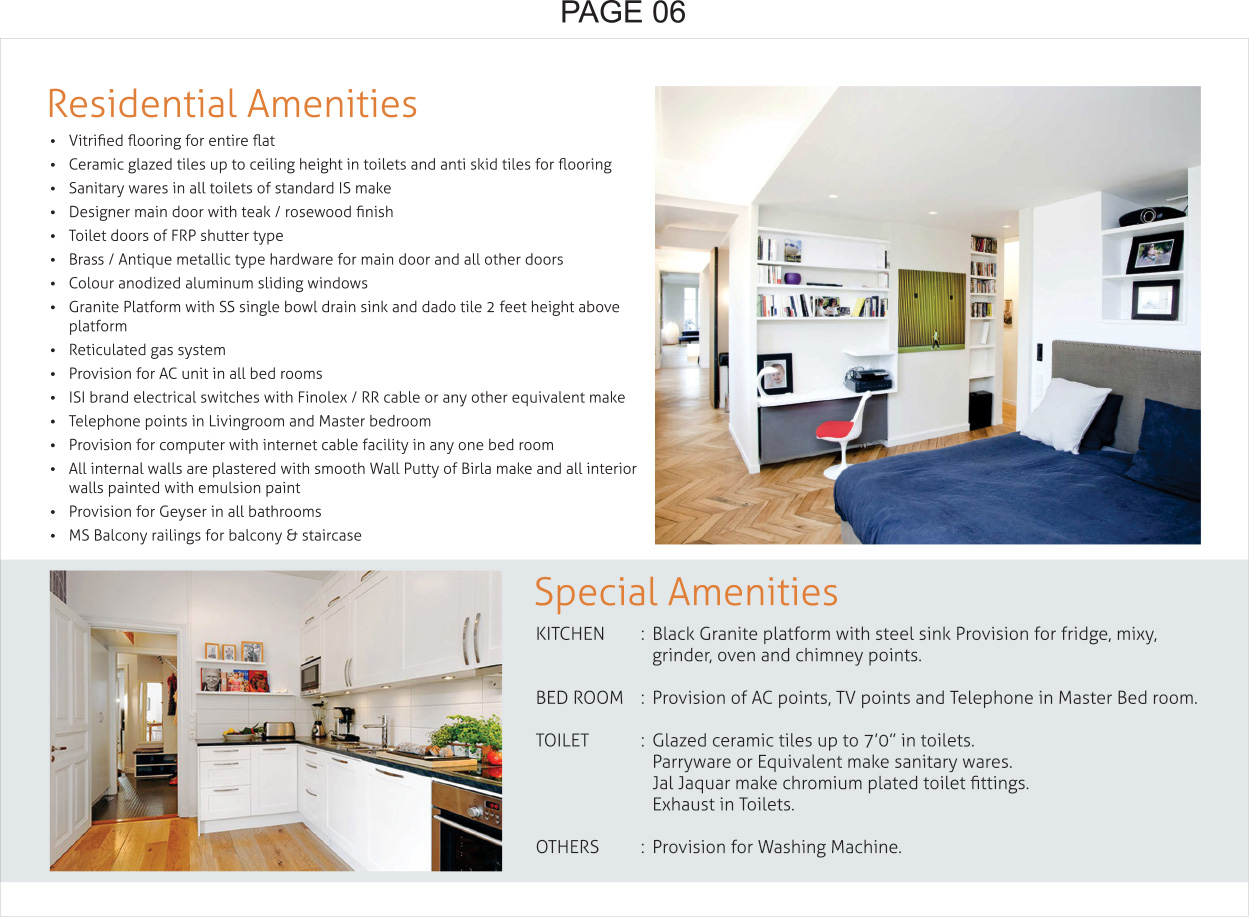 PAGE 06
Residential Amenities
• Vitrified flooring for entire flat
• Ceramic glazed tiles up to ceiling height in toilets and anti skid tiles for flooring
• Sanitary wares in all toilets of standard IS make
• Designer main door with teak / rosewood finish
• Toilet doors of FRP shutter type
• Brass / Antique metallic type hardware for main door and all other doors
• Colour anodized aluminum sliding windows
• Granite Platform with SS single bowl drain sink and dado tile 2 feet height above
platform
• Reticulated gas system
• Provision for AC unit in all bed rooms
• ISI brand electrical switches with Finolex / RR cable or any other equivalent make
• Telephone points in Livingroom and Master bedroom
• Provision for computer with internet cable facility in any one bed room
• All internal walls are plastered with smooth Wall Putty of Birla make and all interior
walls painted with emulsion paint
• Provision for Geyser in all bathrooms
• MS Balcony railings for balcony & staircase
Special Amenities
KITCHEN : Black Granite platform with steel sink Provision for fridge, mixy,
grinder, oven and chimney points.
BED ROOM : Provision of AC points, TV points and Telephone in Master Bed room.
TOILET : Glazed ceramic tiles up to 7’0” in toilets.
Parryware or Equivalent make sanitary wares.
Jal Jaquar make chromium plated toilet fittings.
Exhaust in Toilets.
OTHERS : Provision for Washing Machine.